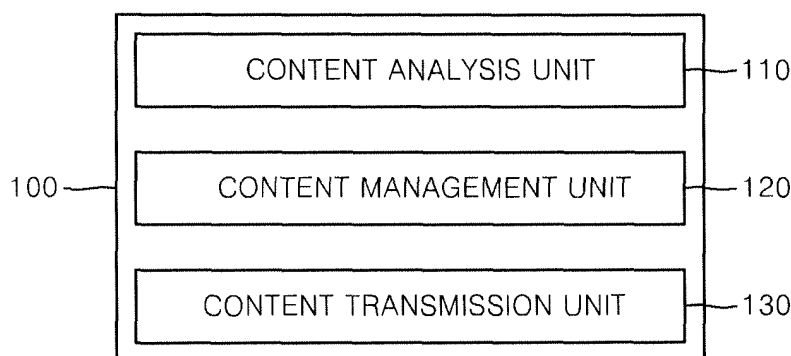 CONTENT ANALYSIS UNIT 110
100 CONTENT MANAGEMENT UNIT 120
CONTENT TRANSMISSION UNIT 130